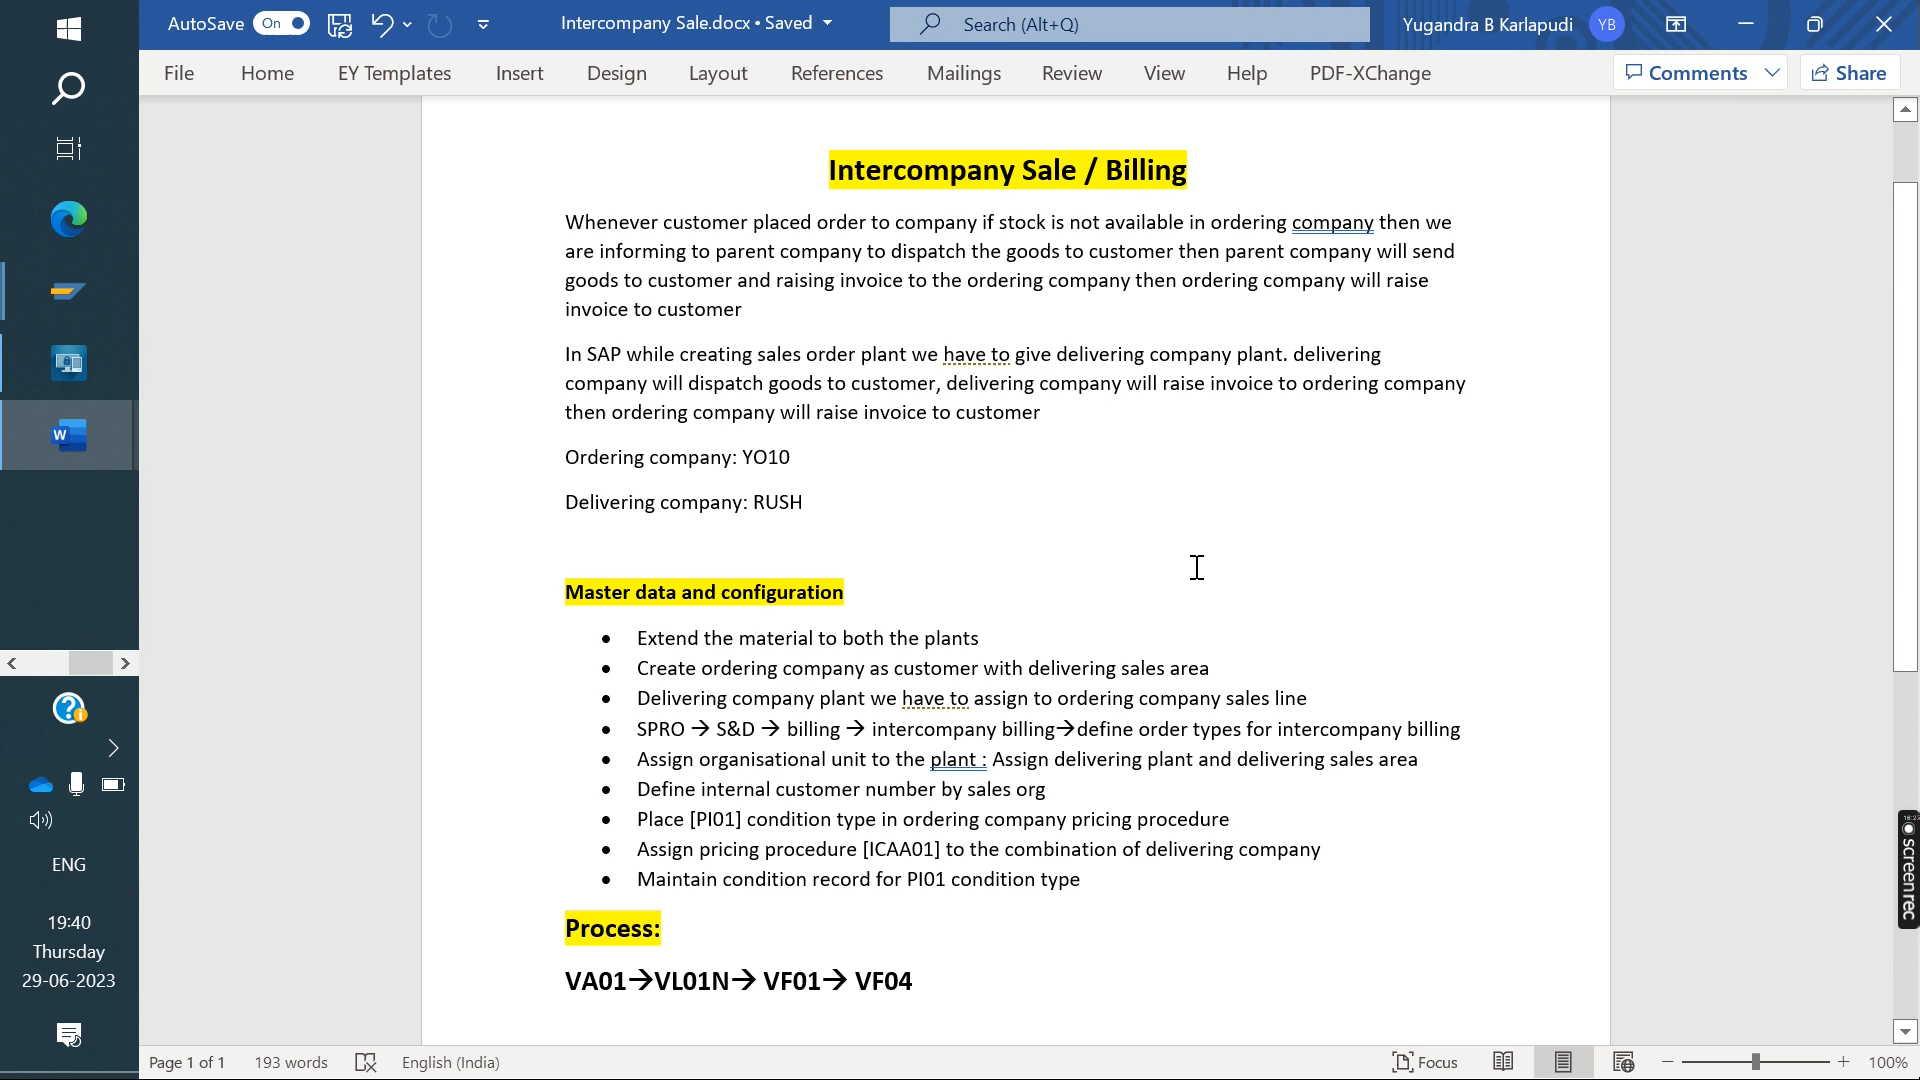 AutoSave On Intercompany Sale.docx • Saved Search (Alt+Q) Yugandra B Karlapudi YB
File Home EY Templates Insert Design Layout References Mailings Review View Help PDF-XChange Comments Share
Intercompany Sale / Billing
Whenever customer placed order to company if stock is not available in ordering company then we
are informing to parent company to dispatch the goods to customer then parent company will send
goods to customer and raising invoice to the ordering company then ordering company will raise
invoice to customer
In SAP while creating sales order plant we have to give delivering company plant. delivering
company will dispatch goods to customer, delivering company will raise invoice to ordering company
then ordering company will raise invoice to customer
Ordering company: YO10
Delivering company: RUSH
Master data and configuration
• Extend the material to both the plants
• Create ordering company as customer with delivering sales area
• Delivering company plant we have to assign to ordering company sales line
• SPRO → S&D → billing → intercompany billing→define order types for intercompany billing
• Assign organisational unit to the plant : Assign delivering plant and delivering sales area
• Define internal customer number by sales org
• Place [PI01] condition type in ordering company pricing procedure
• Assign pricing procedure [ICAA01] to the combination of delivering company
• Maintain condition record for PI01 condition type
Process:
VA01→VL01N→ VF01→ VF04
W
ENG
19:40
Thursday
29-06-2023
screenrec
Page 1 of 1 193 words English (India) Focus 100%